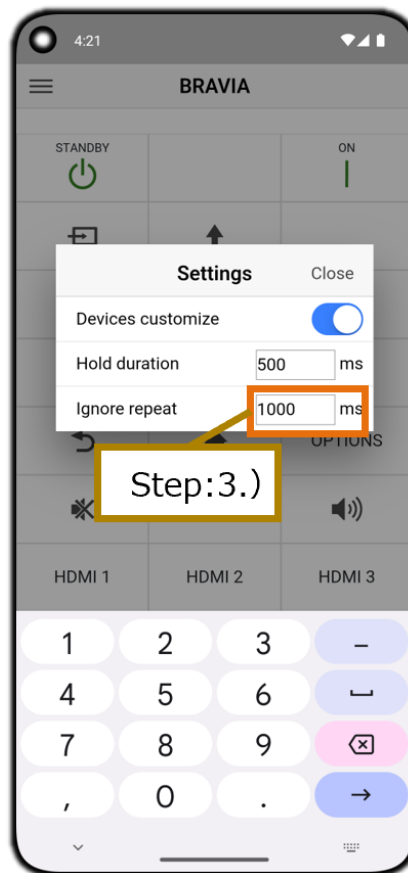 4:21
BRAVIA
STANDBY
ON
Settings Close
Devices customize
Hold duration 500 ms
Ignore repeat 1000 ms
OPTIONS
Step:3.)
HDMI 1 HDMI 2 HDMI 3
1 2 3 –
4 5 6
7 8 9
, 0 .